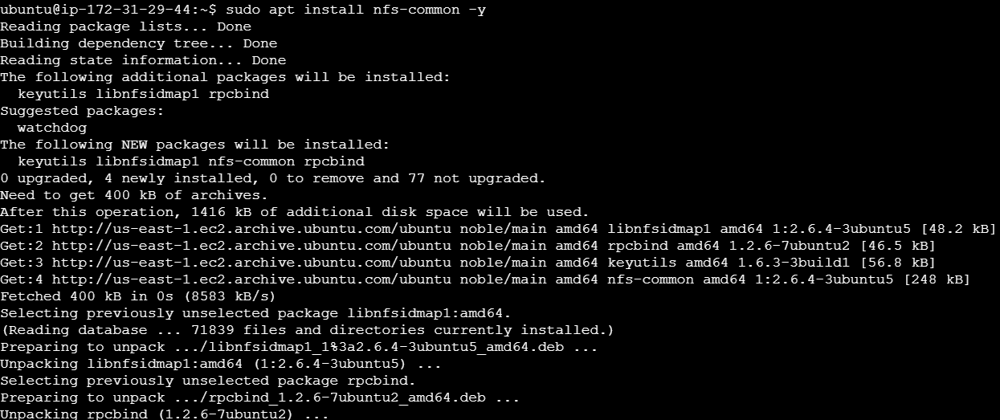 ubuntu@ip-172-31-29-44:~$ sudo apt install nfs-common -y
Reading package lists... Done
Building dependency tree... Done
Reading state information... Done
The following additional packages will be installed:
  keyutils libnfsidmap1 rpcbind
Suggested packages:
  watchdog
The following NEW packages will be installed:
  keyutils libnfsidmap1 nfs-common rpcbind
0 upgraded, 4 newly installed, 0 to remove and 77 not upgraded.
Need to get 400 kB of archives.
After this operation, 1416 kB of additional disk space will be used.
Get:1 http://us-east-1.ec2.archive.ubuntu.com/ubuntu noble/main amd64 libnfsidmap1 amd64 1:2.6.4-3ubuntu5 [48.2 kB]
Get:2 http://us-east-1.ec2.archive.ubuntu.com/ubuntu noble/main amd64 rpcbind amd64 1.2.6-7ubuntu2 [46.5 kB]
Get:3 http://us-east-1.ec2.archive.ubuntu.com/ubuntu noble/main amd64 keyutils amd64 1.6.3-3build1 [56.8 kB]
Get:4 http://us-east-1.ec2.archive.ubuntu.com/ubuntu noble/main amd64 nfs-common amd64 1:2.6.4-3ubuntu5 [248 kB]
Fetched 400 kB in 0s (8583 kB/s)
Selecting previously unselected package libnfsidmap1:amd64.
(Reading database ... 71839 files and directories currently installed.)
Preparing to unpack .../libnfsidmap1_1%3a2.6.4-3ubuntu5_amd64.deb ...
Unpacking libnfsidmap1:amd64 (1:2.6.4-3ubuntu5) ...
Selecting previously unselected package rpcbind.
Preparing to unpack .../rpcbind_1.2.6-7ubuntu2_amd64.deb ...
Unpacking rpcbind (1.2.6-7ubuntu2) ...